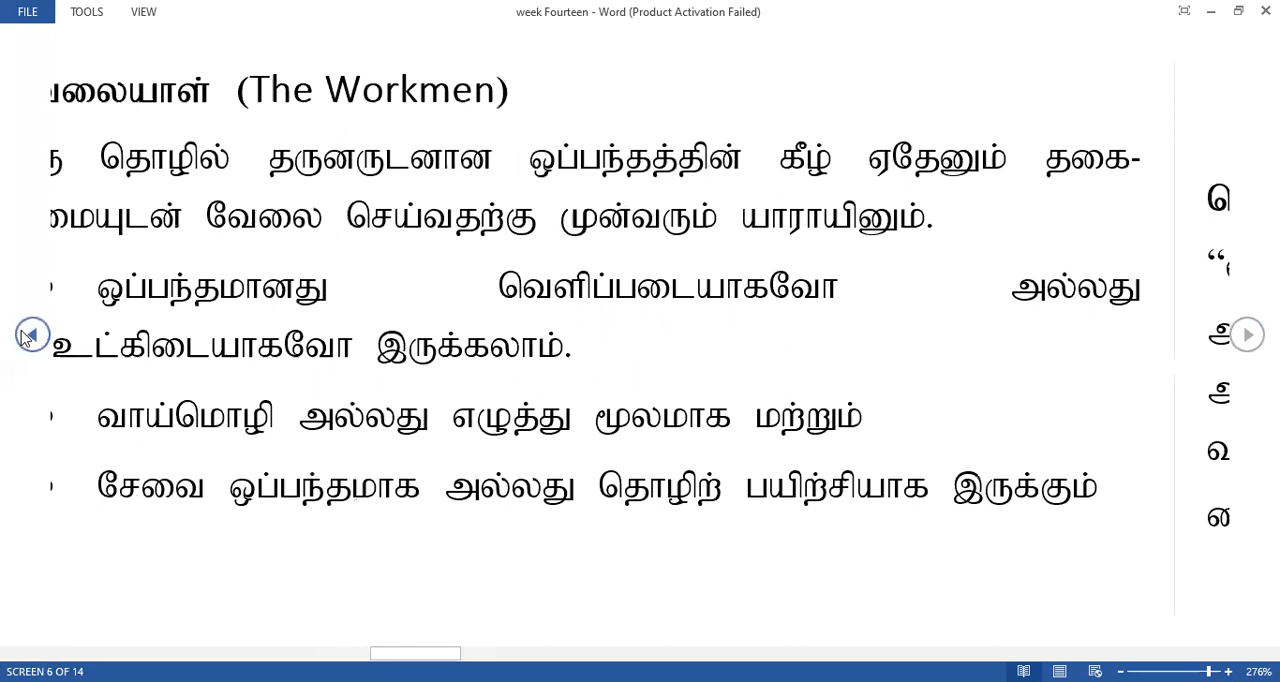 FILE TOOLS VIEW week Fourteen - Word (Product Activation Failed)
(The Workmen)
தொழில் தருனருடனான ஒப்பந்தத்தின் கீழ் ஏதேனும் தகை-
மையுடன் வேலை செய்வதற்கு முன்வரும் யாராயினும்.
ஒப்பந்தமானது வெளிப்படையாகவோ அல்லது
உட்கிடையாகவோ இருக்கலாம்.
வாய்மொழி அல்லது எழுத்து மூலமாக மற்றும்
சேவை ஒப்பந்தமாக அல்லது தொழிற் பயிற்சியாக இருக்கும்
SCREEN 6 OF 14 276%